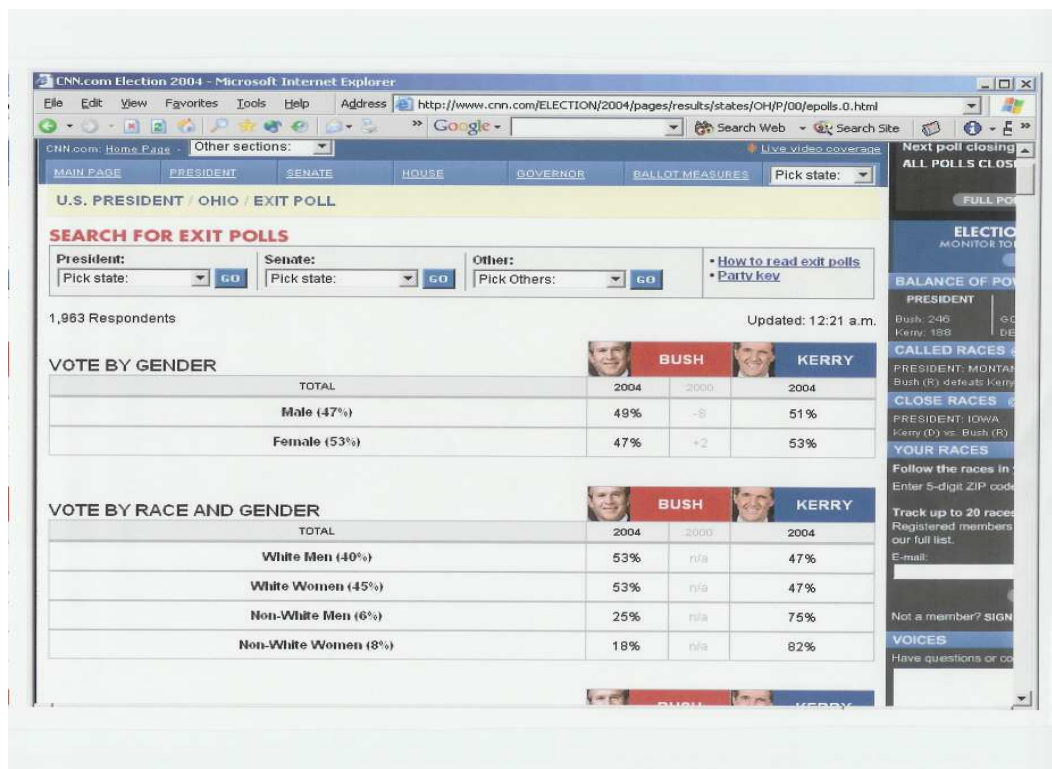 CNN.com Election 2004 - Microsoft Internet Explorer
File Edit View Favorites Tools Help Address http://www.cnn.com/ELECTION/2004/pages/results/states/OH/P/00/epolls.0.html
» Google - Search Web Search Site »
CNN.com: Home Page - Other sections: Live video coverage
MAIN PAGE PRESIDENT SENATE HOUSE GOVERNOR BALLOT MEASURES Pick state:
U.S. PRESIDENT / OHIO / EXIT POLL
SEARCH FOR EXIT POLLS
President: Senate: Other:
Pick state: GO Pick state: GO Pick Others: GO
• How to read exit polls
• Party key
1,963 Respondents Updated: 12:21 a.m.
VOTE BY GENDER BUSH KERRY
TOTAL 2004 2000 2004
Male (47%) 49% -8 51%
Female (53%) 47% +2 53%
VOTE BY RACE AND GENDER BUSH KERRY
TOTAL 2004 2000 2004
White Men (40%) 53% n/a 47%
White Women (45%) 53% n/a 47%
Non-White Men (6%) 25% n/a 75%
Non-White Women (8%) 18% n/a 82%
BUSH KERRY
Next poll closing
ALL POLLS CLOS
FULL PO
ELECTIO
MONITOR TO
BALANCE OF PO
PRESIDENT
Bush: 246
Kerry: 188 DE
CALLED RACES
PRESIDENT: MONTAN
Bush (R) defeats Kerry
CLOSE RACES
PRESIDENT: IOWA
Kerry (D) vs. Bush (R)
YOUR RACES
Follow the races in
Enter 5-digit ZIP code
Track up to 20 races
Registered members
our full list.
E-mail:
Not a member? SIGN
VOICES
Have questions or co